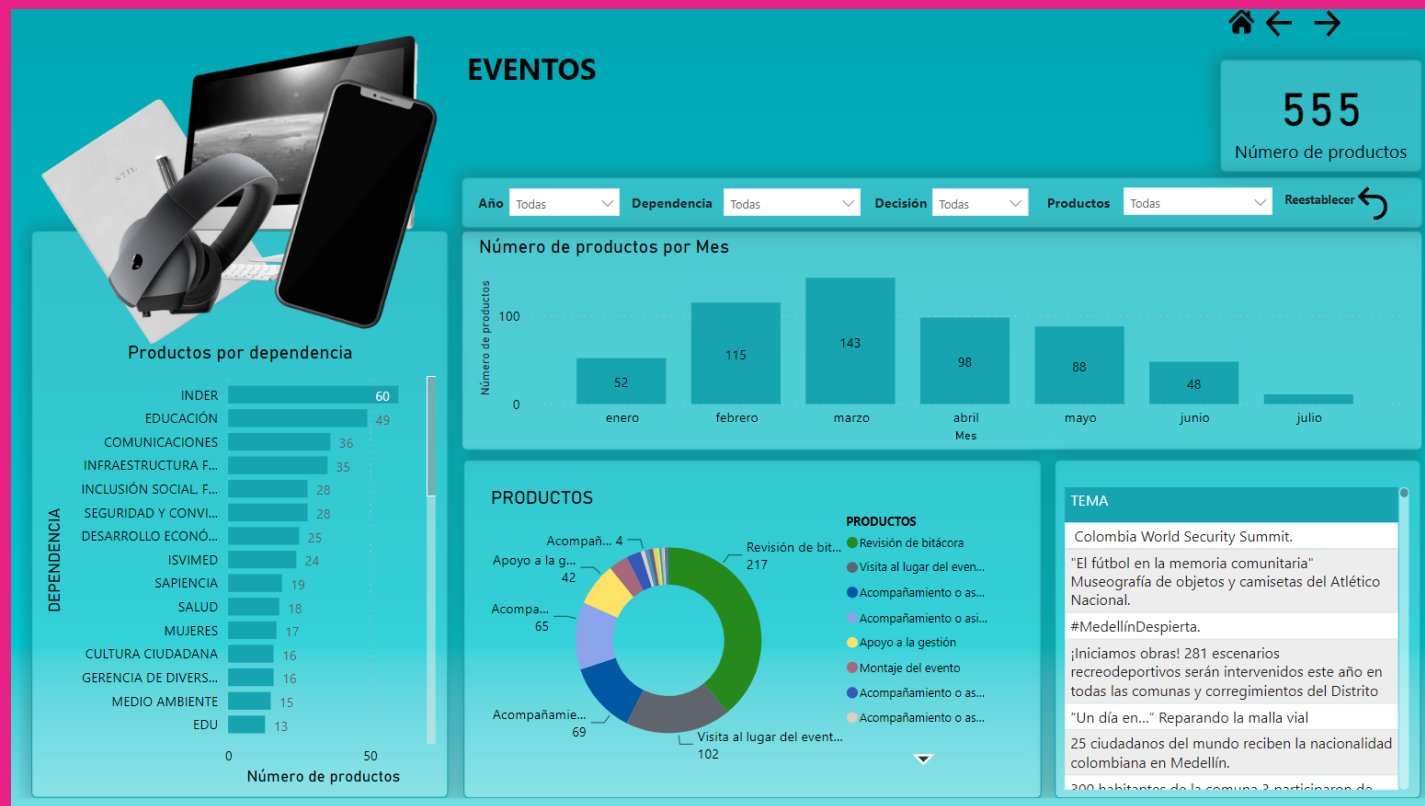 EVENTOS
555
Número de productos
STIL
Año Todas Dependencia Todas Decisión Todas Productos Todas Reestablecer
Número de productos por Mes
Número de productos
100
0
52
115
143
98
88
48
enero febrero marzo abril mayo junio julio
Mes
Productos por dependencia
DEPENDENCIA
INDER 60
EDUCACIÓN 49
COMUNICACIONES 36
INFRAESTRUCTURA F... 35
INCLUSIÓN SOCIAL, F... 28
SEGURIDAD Y CONVI... 28
DESARROLLO ECONÓ... 25
ISVIMED 24
SAPIENCIA 19
SALUD 18
MUJERES 17
CULTURA CIUDADANA 16
GERENCIA DE DIVERS... 16
MEDIO AMBIENTE 15
EDU 13
0 50
Número de productos
PRODUCTOS
Acompañ... 4
Apoyo a la g...
42
Acompa...
65
Acompañamie...
69
Revisión de bit...
217
Visita al lugar del event...
102
PRODUCTOS
Revisión de bitácora
Visita al lugar del even...
Acompañamiento o as...
Acompañamiento o asi...
Apoyo a la gestión
Montaje del evento
Acompañamiento o as...
Acompañamiento o as...
TEMA
Colombia World Security Summit.
"El fútbol en la memoria comunitaria"
Museografía de objetos y camisetas del Atlético
Nacional.
#MedellínDespierta.
¡Iniciamos obras! 281 escenarios
recreodeportivos serán intervenidos este año en
todas las comunas y corregimientos del Distrito
“Un día en...” Reparando la malla vial
25 ciudadanos del mundo reciben la nacionalidad
colombiana en Medellín.
300 habitantes de la comuna 3 participaron de